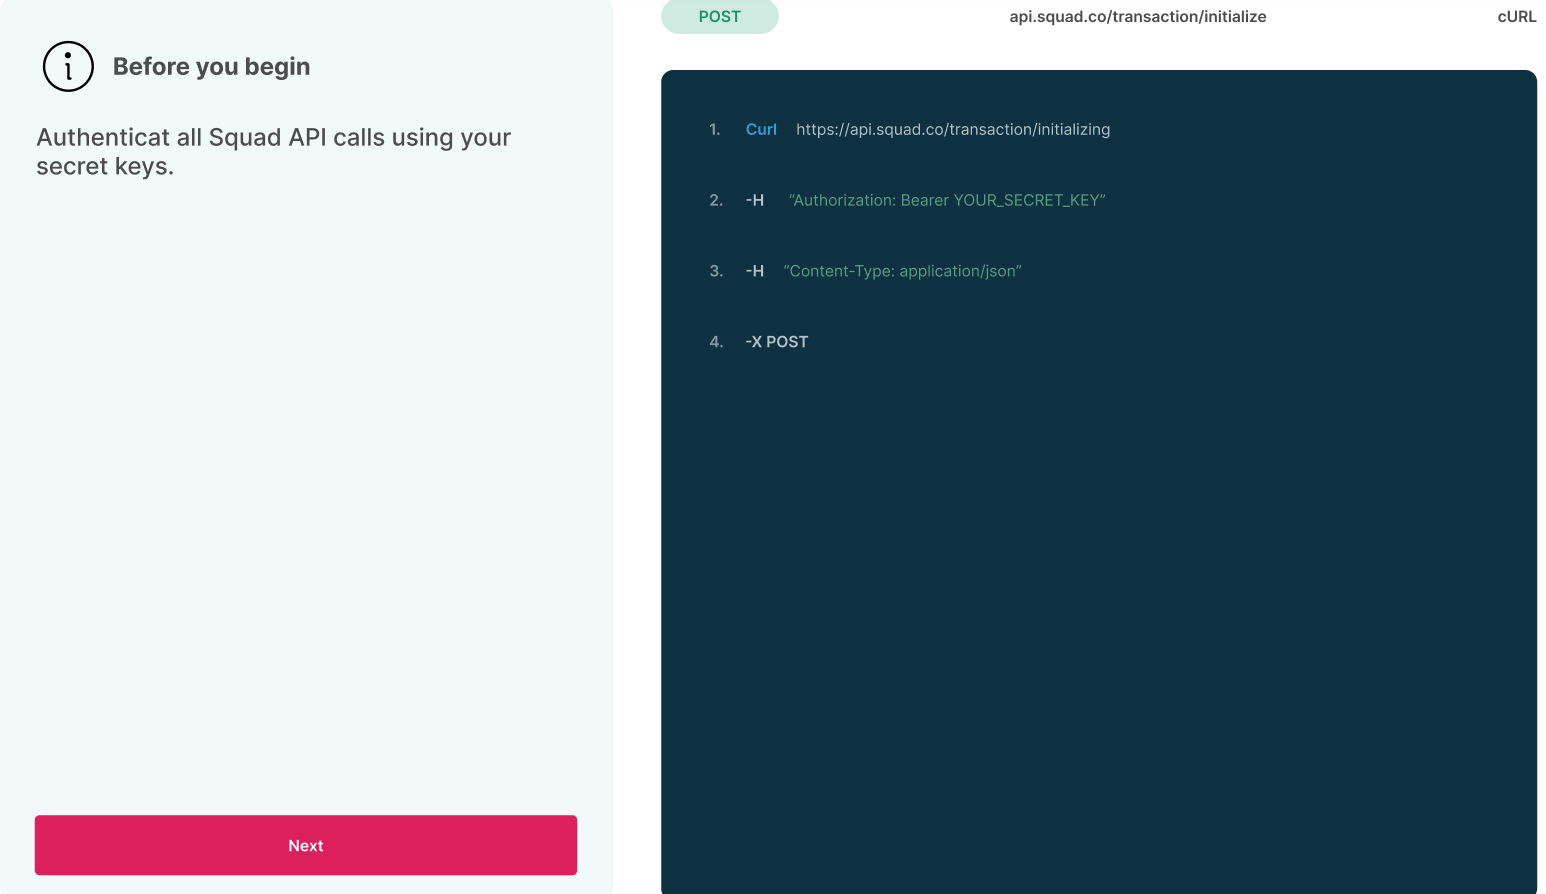 Before you begin
Authenticat all Squad API calls using your
secret keys.
Next
POST
api.squad.co/transaction/initialize
cURL
1. Curl https://api.squad.co/transaction/initializing
2. -H “Authorization: Bearer YOUR_SECRET_KEY”
3. -H “Content-Type: application/json”
4. -X POST